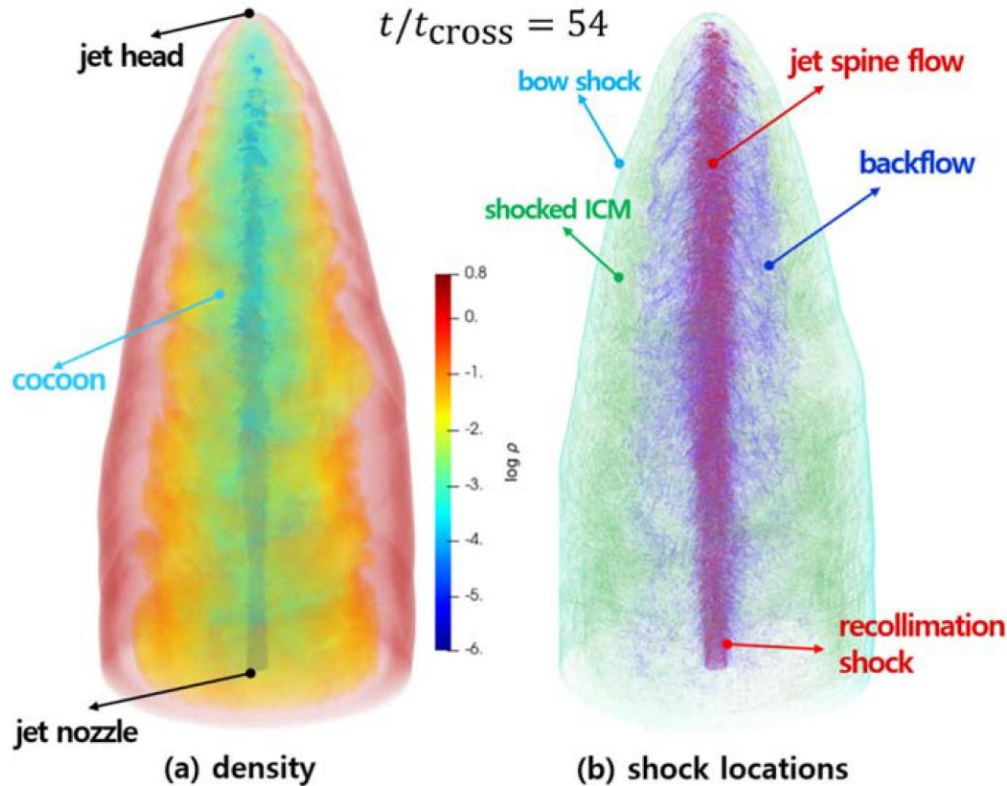 t/t_cross = 54
jet head
cocoon
jet nozzle
(a) density
0.8
0.
-1.
-2.
-3.
-4.
-5.
-6.
log ρ
bow shock
shocked ICM
jet spine flow
backflow
recollimation
shock
(b) shock locations